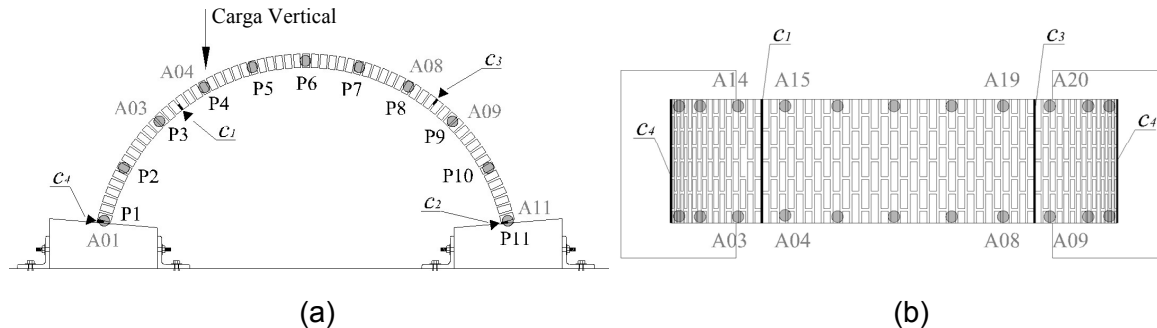 Carga Vertical
A04
P4
P5
P6
P7
A08
P8
c3
A03
P3
c1
A09
P9
P2
P10
c4
P1
A01
c2
A11
P11
(a)
c1
c3
A14
A15
A19
A20
c4
c4
A03
A04
A08
A09
(b)